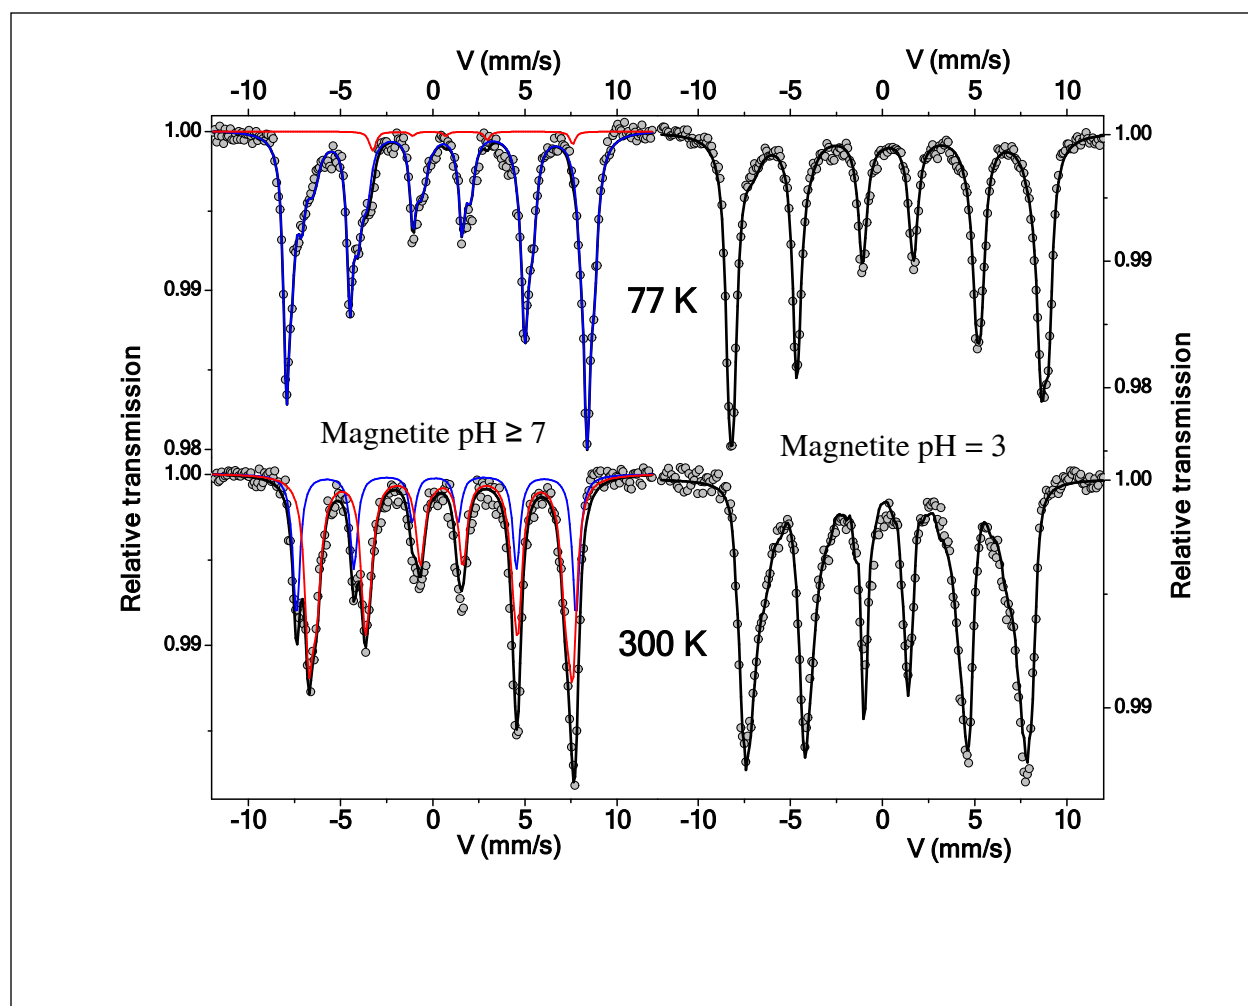 V (mm/s) V (mm/s)
-10 -5 0 5 10 -10 -5 0 5 10
1.00 1.00
0.99 77 K 0.99
0.98
Magnetite pH ≥ 7 Magnetite pH = 3
0.98
1.00 1.00
Relative transmission Relative transmission
0.99 300 K
0.99
-10 -5 0 5 10 -10 -5 0 5 10
V (mm/s) V (mm/s)